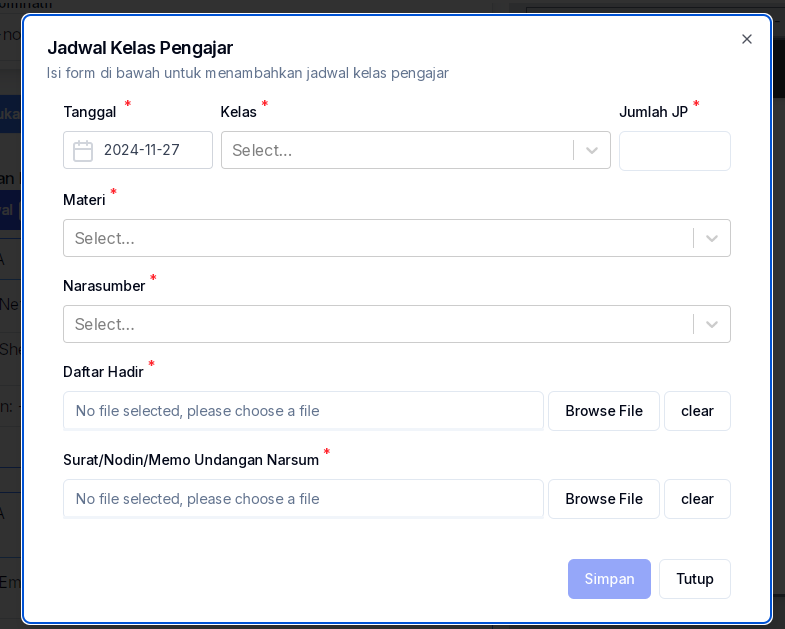 Jadwal Kelas Pengajar
Isi form di bawah untuk menambahkan jadwal kelas pengajar
Tanggal * Kelas * Jumlah JP *
2024-11-27 Select...
Materi *
Select...
Narasumber *
Select...
Daftar Hadir *
No file selected, please choose a file Browse File clear
Surat/Nodin/Memo Undangan Narsum *
No file selected, please choose a file Browse File clear
Simpan Tutup